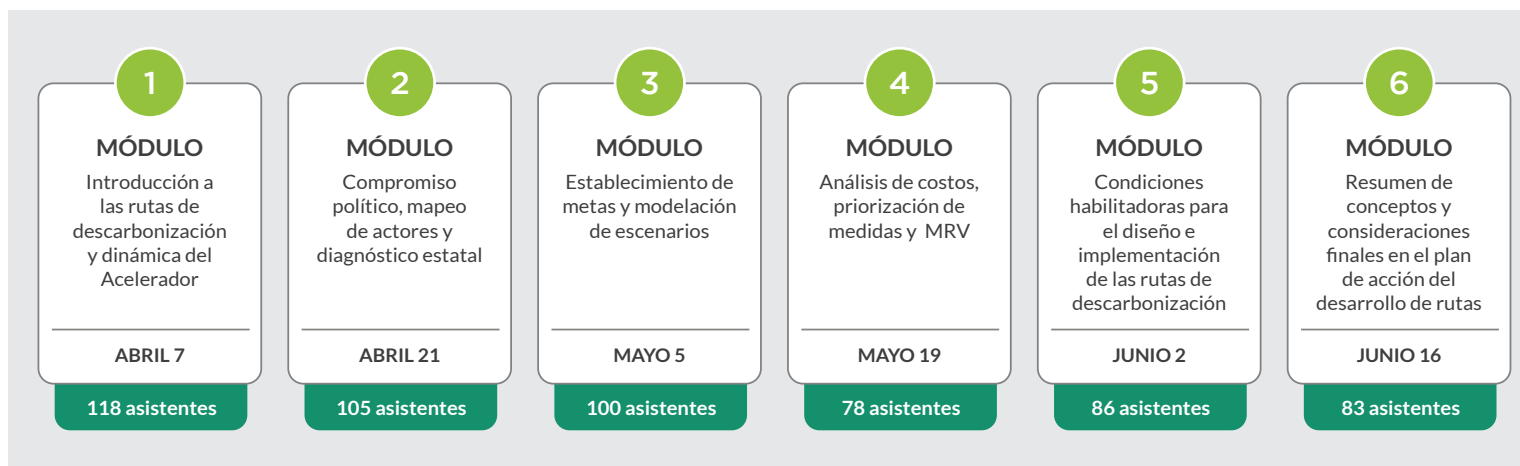 1
MÓDULO
Introducción a
las rutas de
descarbonización
y dinámica del
Acelerador
ABRIL 7
118 asistentes
2
MÓDULO
Compromiso
político, mapeo
de actores y
diagnóstico estatal
ABRIL 21
105 asistentes
3
MÓDULO
Establecimiento de
metas y modelación
de escenarios
MAYO 5
100 asistentes
4
MÓDULO
Análisis de costos,
priorización de
medidas y MRV
MAYO 19
78 asistentes
5
MÓDULO
Condiciones
habilitadoras para
el diseño e
implementación
de las rutas de
descarbonización
JUNIO 2
86 asistentes
6
MÓDULO
Resumen de
conceptos y
consideraciones
finales en el plan
de acción del
desarrollo de rutas
JUNIO 16
83 asistentes